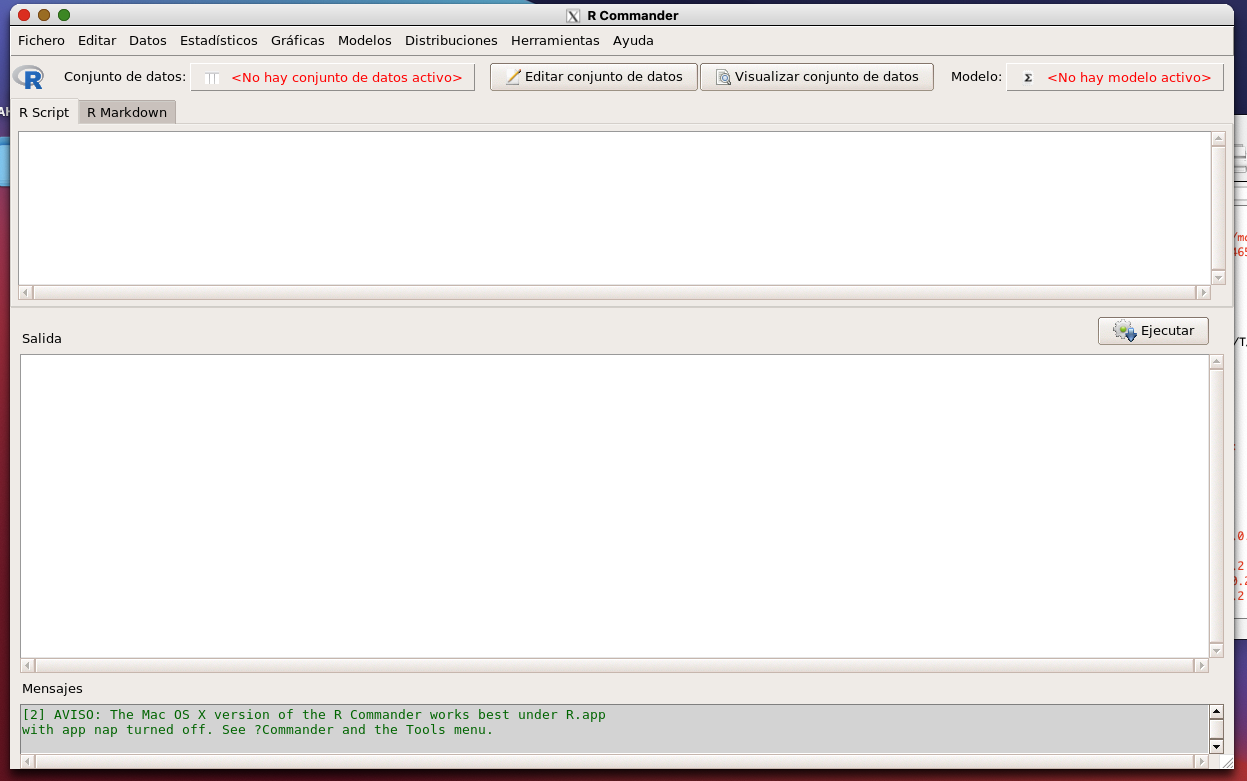 R Commander
Fichero Editar Datos Estadísticos Gráficas Modelos Distribuciones Herramientas Ayuda
R Conjunto de datos: <No hay conjunto de datos activo> Editar conjunto de datos Visualizar conjunto de datos Modelo: Σ <No hay modelo activo>
R Script R Markdown
Ejecutar
Salida
Mensajes
[2] AVISO: The Mac OS X version of the R Commander works best under R.app
with app nap turned off. See ?Commander and the Tools menu.